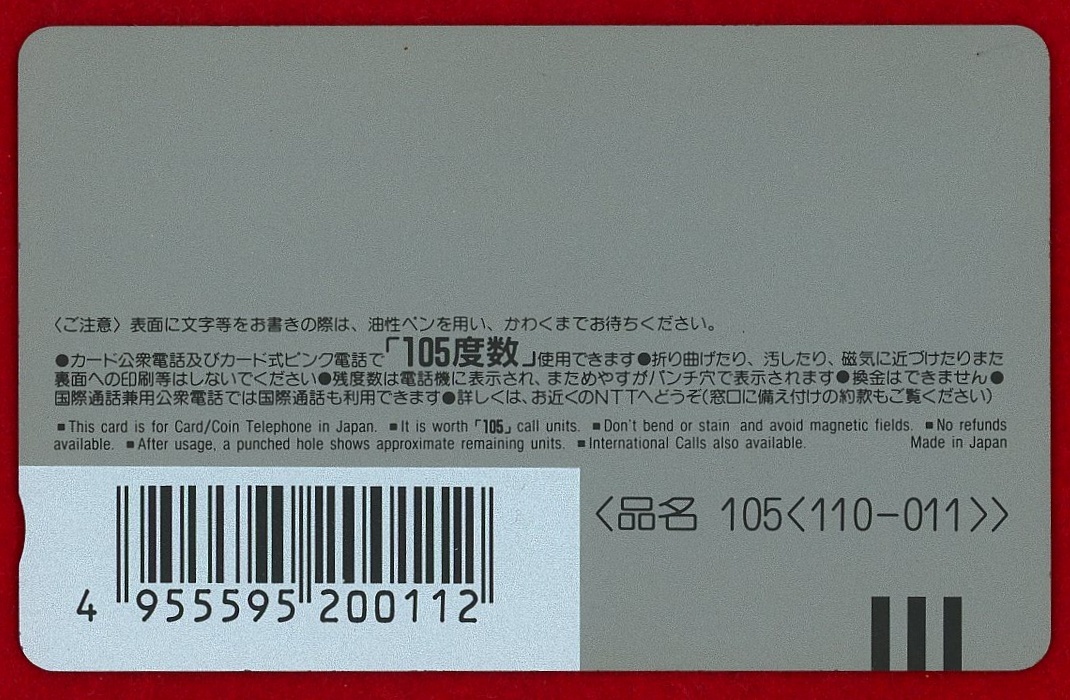 〈ご注意〉表面に文字等をお書きの際は、油性ペンを用い、かわくまでお待ちください。
●カード公衆電話及びカード式ピンク電話で「105度数」使用できます●折り曲げたり、汚したり、磁気に近づけたりまた
裏面への印刷等はしないでください●残度数は電話機に表示され、まためやすがパンチ穴で表示されます●換金はできません●
国際通話兼用公衆電話では国際通話も利用できます●詳しくは、お近くのNTTへどうぞ(窓口に備え付けの約款もご覧ください)
■This card is for Card/Coin Telephone in Japan. ■It is worth「105」call units. ■Don't bend or stain and avoid magnetic fields. ■No refunds
available. ■After usage, a punched hole shows approximate remaining units. ■International Calls also available. Made in Japan
〈品名 105〈110-011〉〉
4 955595 200112